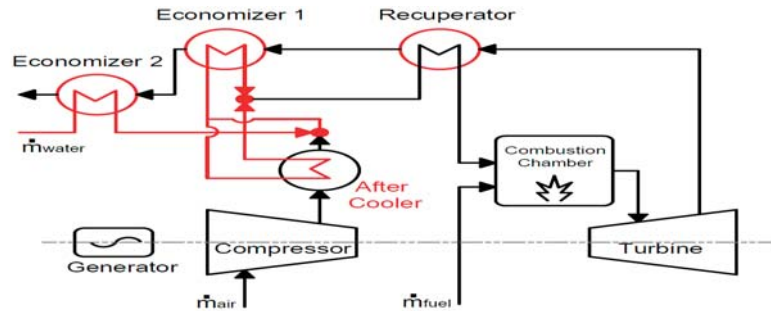 Economizer 1
Recuperator
Economizer 2
ṁwater
Combustion
Chamber
After
Cooler
Compressor
Turbine
Generator
ṁair
ṁfuel